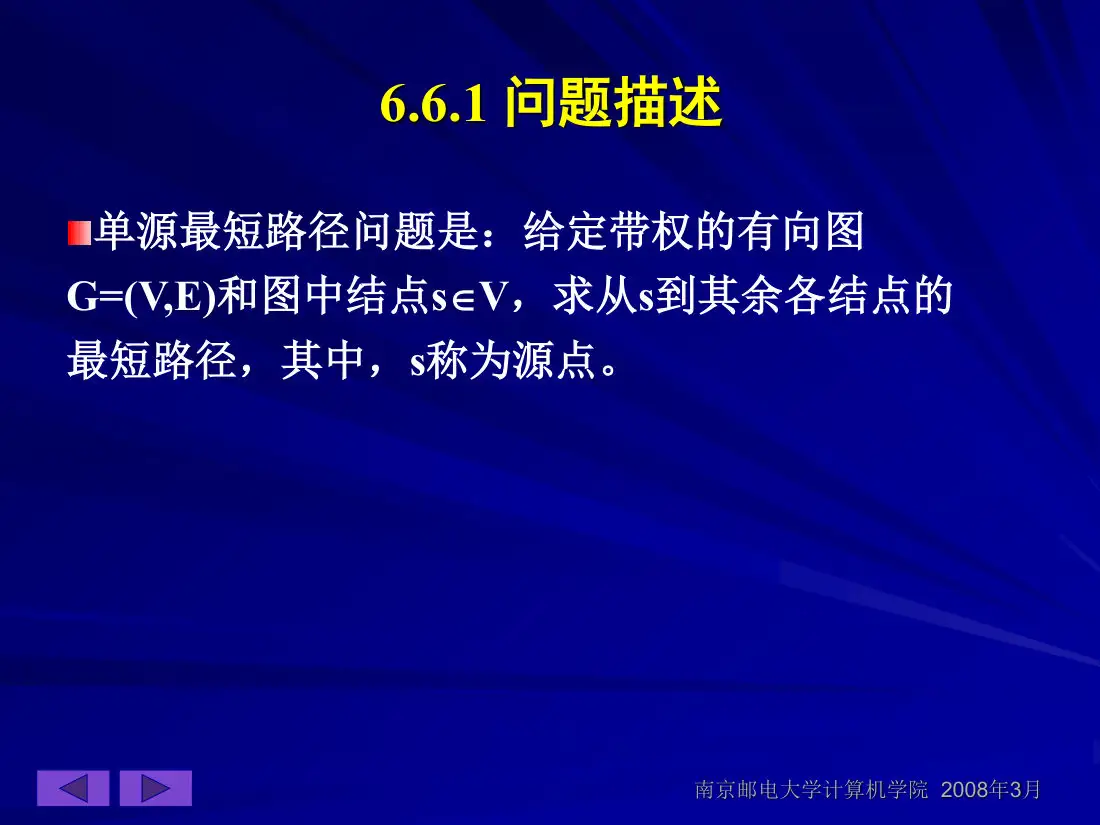 6.6.1 问题描述
单源最短路径问题是：给定带权的有向图
G=(V,E)和图中结点s∈V，求从s到其余各结点的
最短路径，其中，s称为源点。
南京邮电大学计算机学院 2008年3月